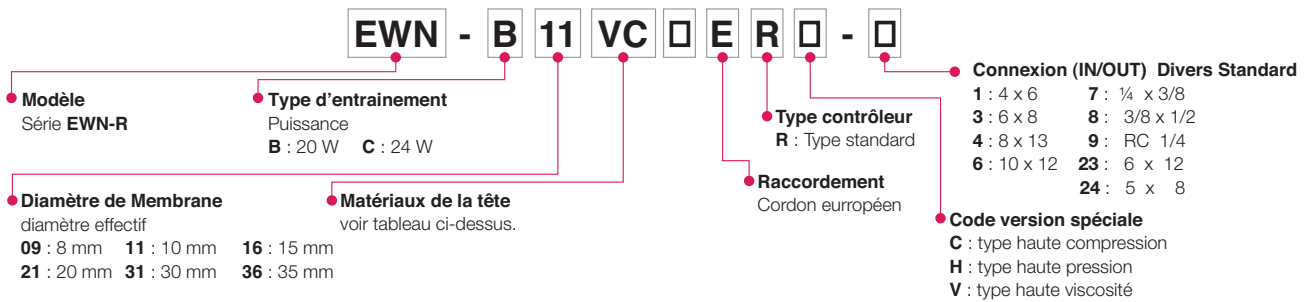 EWN - B 11 VC □ E R □ - □
Modèle
Série EWN-R
Type d’entrainement
Puissance
B : 20 W C : 24 W
Diamètre de Membrane
diamètre effectif
09 : 8 mm 11 : 10 mm 16 : 15 mm
21 : 20 mm 31 : 30 mm 36 : 35 mm
Matériaux de la tête
voir tableau ci-dessus.
Raccordement
Cordon eurropéen
Type contrôleur
R : Type standard
Connexion (IN/OUT) Divers Standard
1 : 4 x 6 7 : ¼ x 3/8
3 : 6 x 8 8 : 3/8 x 1/2
4 : 8 x 13 9 : RC 1/4
6 : 10 x 12 23 : 6 x 12
24 : 5 x 8
Code version spéciale
C : type haute compression
H : type haute pression
V : type haute viscosité